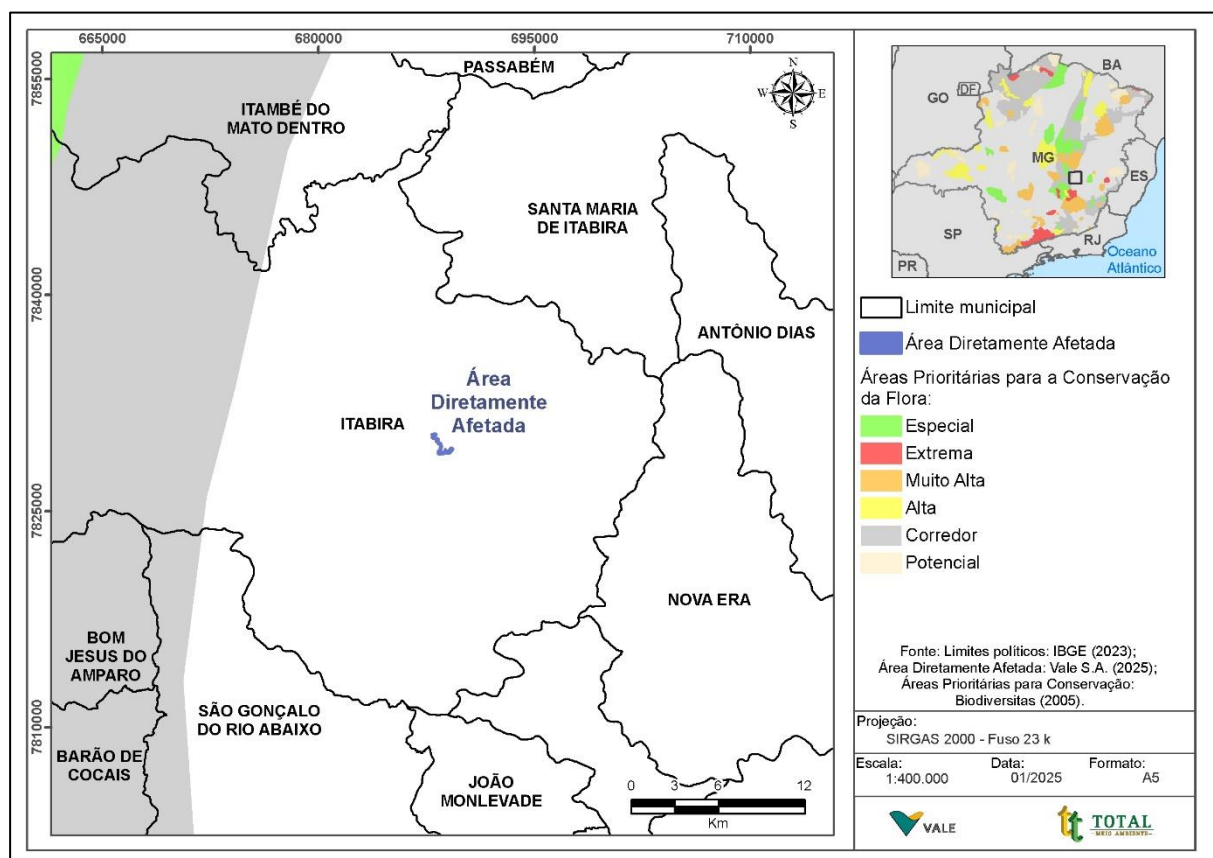 665000 680000 695000 710000
7855000
7840000
7825000
7810000
PASSABÉM
N
W E
S
ITAMBÉ DO
MATO DENTRO
SANTA MARIA
DE ITABIRA
ANTÔNIO DIAS
Área
Diretamente
Afetada
ITABIRA
NOVA ERA
BOM
JESUS DO
AMPARO
SÃO GONÇALO
DO RIO ABAIXO
BARÃO DE
COCAIS
JOÃO
MONLEVADE
0 3 6 12
Km
BA
GO
DF
MG
ES
SP
RJ
PR
Oceano
Atlântico
Limite municipal
Área Diretamente Afetada
Áreas Prioritárias para a Conservação
da Flora:
Especial
Extrema
Muito Alta
Alta
Corredor
Potencial
Fonte: Limites políticos: IBGE (2023);
Área Diretamente Afetada: Vale S.A. (2025);
Áreas Prioritárias para Conservação:
Biodiversitas (2005).
Projeção:
SIRGAS 2000 - Fuso 23 k
Escala: Data: Formato:
1:400.000 01/2025 A5
VALE
tt TOTAL
MEIO AMBIENTE